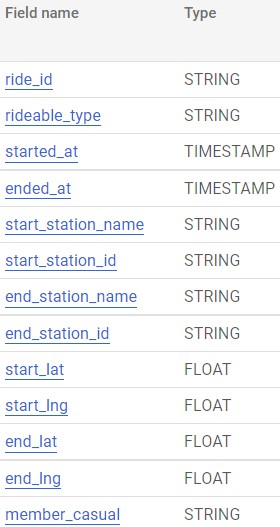 Field name Type
ride_id STRING
rideable_type STRING
started_at TIMESTAMP
ended_at TIMESTAMP
start_station_name STRING
start_station_id STRING
end_station_name STRING
end_station_id STRING
start_lat FLOAT
start_lng FLOAT
end_lat FLOAT
end_lng FLOAT
member_casual STRING